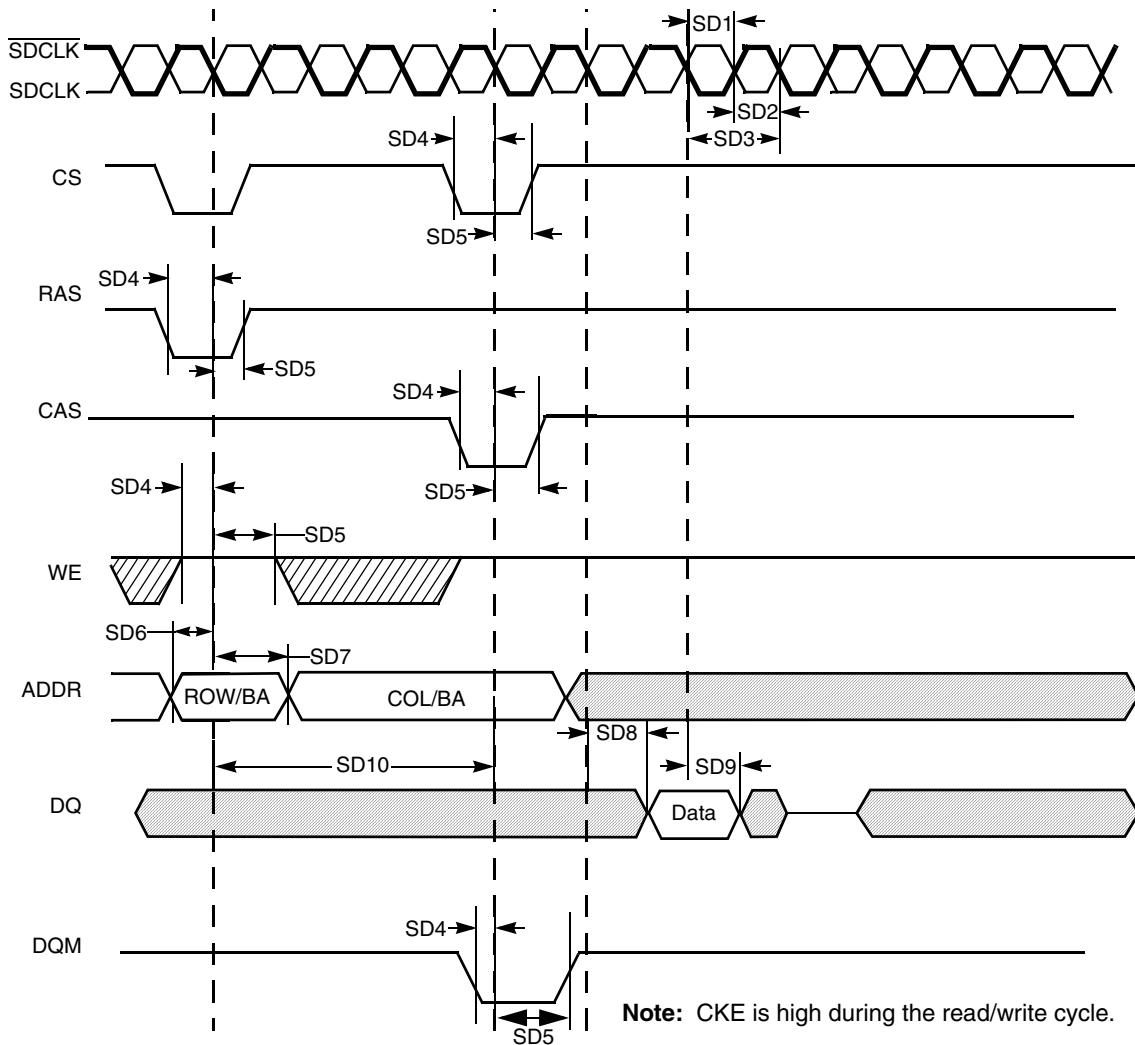 SD1
SDCLK
SDCLK
SD2
SD4
SD3
CS
SD5
SD4
RAS
SD5
SD4
CAS
SD4
SD5
SD5
WE
SD6
SD7
ADDR
ROW/BA
COL/BA
SD8
SD10
SD9
DQ
Data
SD4
DQM
Note: CKE is high during the read/write cycle.
SD5